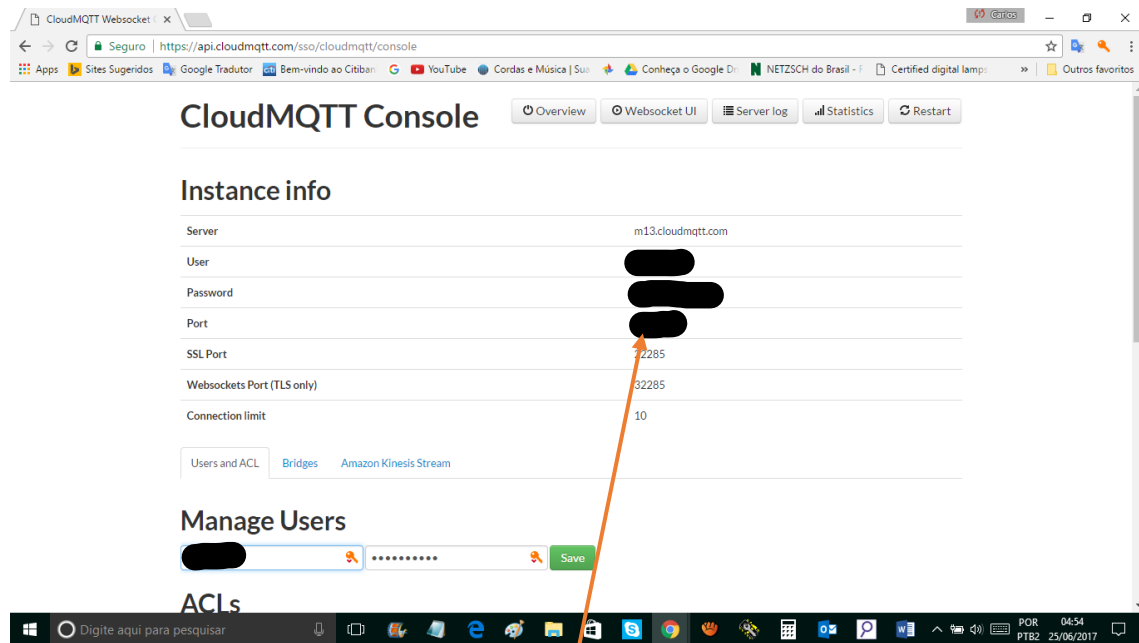 CloudMQTT Websocket C
Carlos
Seguro | https://api.cloudmqtt.com/sso/cloudmqtt/console
Apps Sites Sugeridos Google Tradutor citi Bem-vindo ao Citiban G YouTube Cordas e Música | Sua Conheça o Google Dri N NETZSCH do Brasil - F Certified digital lamps » Outros favoritos
CloudMQTT Console Overview Websocket UI Server log Statistics Restart
Instance info
Server m13.cloudmqtt.com
User
Password
Port
SSL Port 22285
Websockets Port (TLS only) 32285
Connection limit 10
Users and ACL Bridges Amazon Kinesis Stream
Manage Users
•••••••••• Save
ACLs
Digite aqui para pesquisar POR 04:54
PTB2 25/06/2017